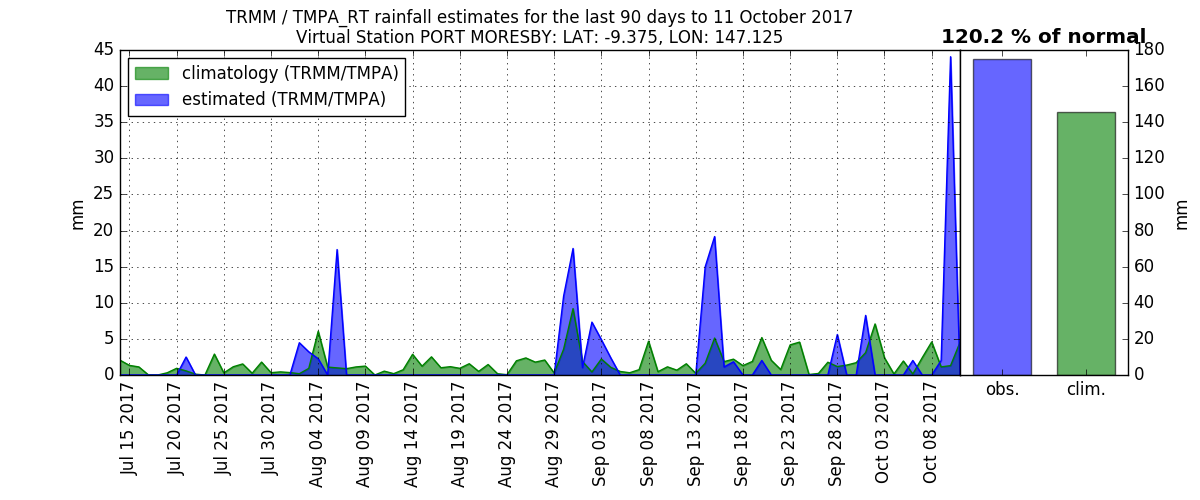 TRMM / TMPA_RT rainfall estimates for the last 90 days to 11 October 2017
Virtual Station PORT MORESBY: LAT: -9.375, LON: 147.125
120.2 % of normal
climatology (TRMM/TMPA)
estimated (TRMM/TMPA)
45
40
35
30
25
20
15
10
5
0
mm
180
160
140
120
100
80
60
40
20
0
mm
Jul 15 2017
Jul 20 2017
Jul 25 2017
Jul 30 2017
Aug 04 2017
Aug 09 2017
Aug 14 2017
Aug 19 2017
Aug 24 2017
Aug 29 2017
Sep 03 2017
Sep 08 2017
Sep 13 2017
Sep 18 2017
Sep 23 2017
Sep 28 2017
Oct 03 2017
Oct 08 2017
obs.
clim.